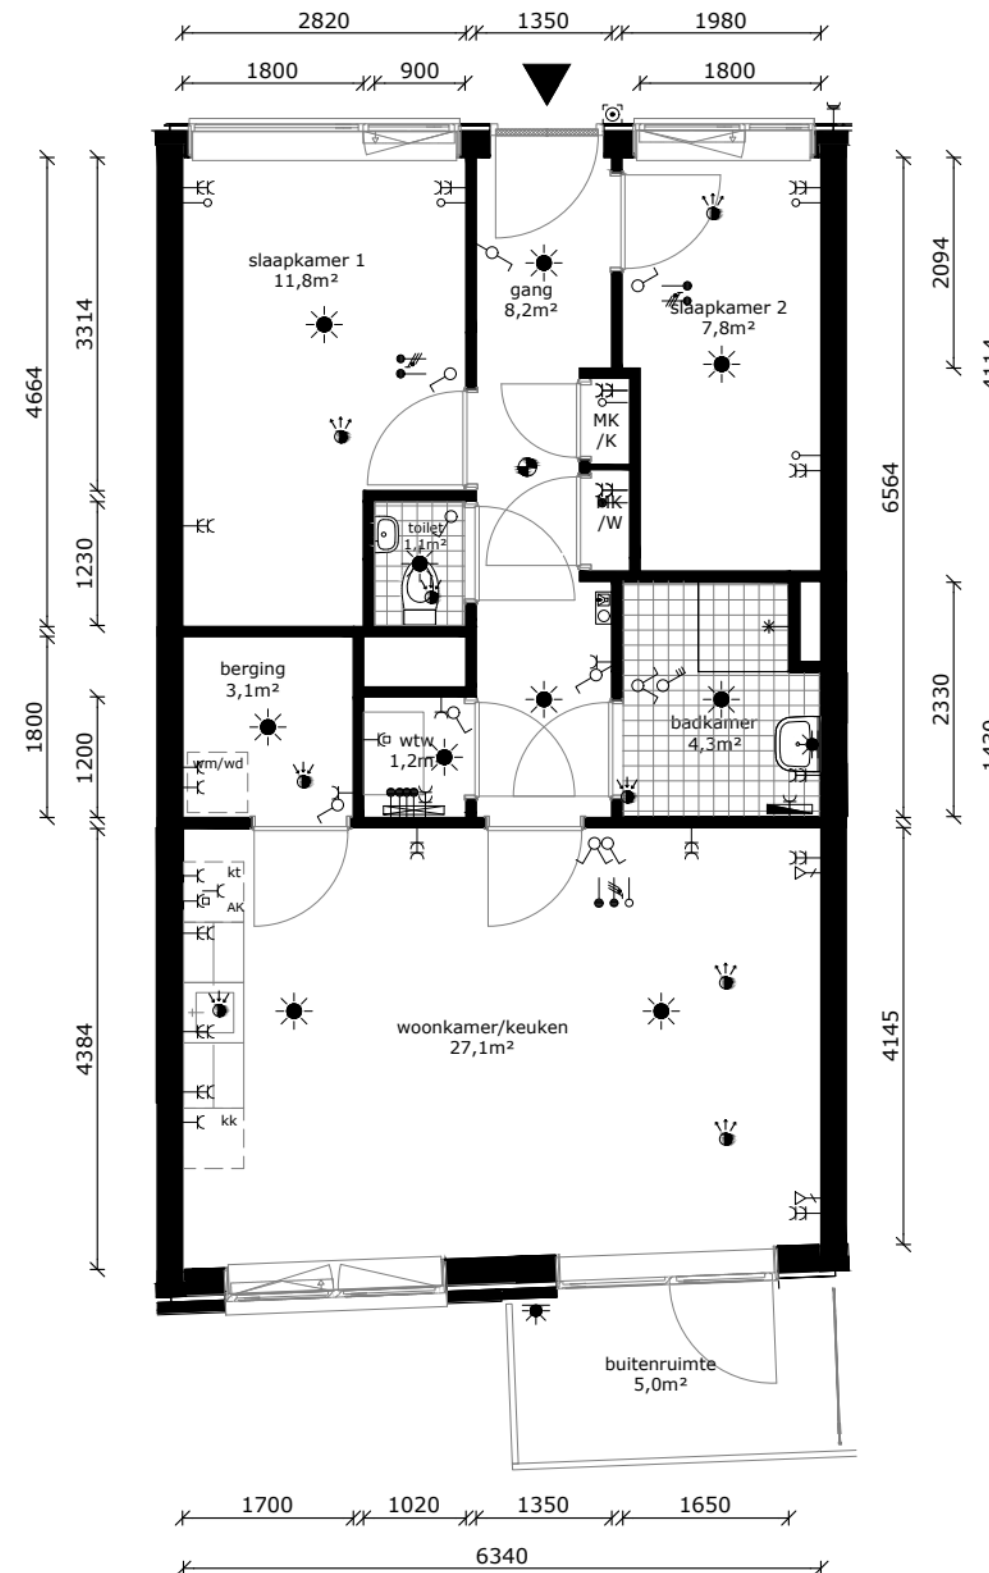 2820 1350 1980
1800 900 1800
slaapkamer 1
11,8m²
gang
8,2m²
slaapkamer 2
7,8m²
MK
/K
MK
/W
toilet
1,1m²
berging
3,1m²
wm/wd
wtw
1,2m²
badkamer
4,3m²
kt
AK
kk
woonkamer/keuken
27,1m²
buitenruimte
5,0m²
4664
3314
1230
1800
1200
4384
2094
4114
6564
2330
1430
4145
1700 1020 1350 1650
6340